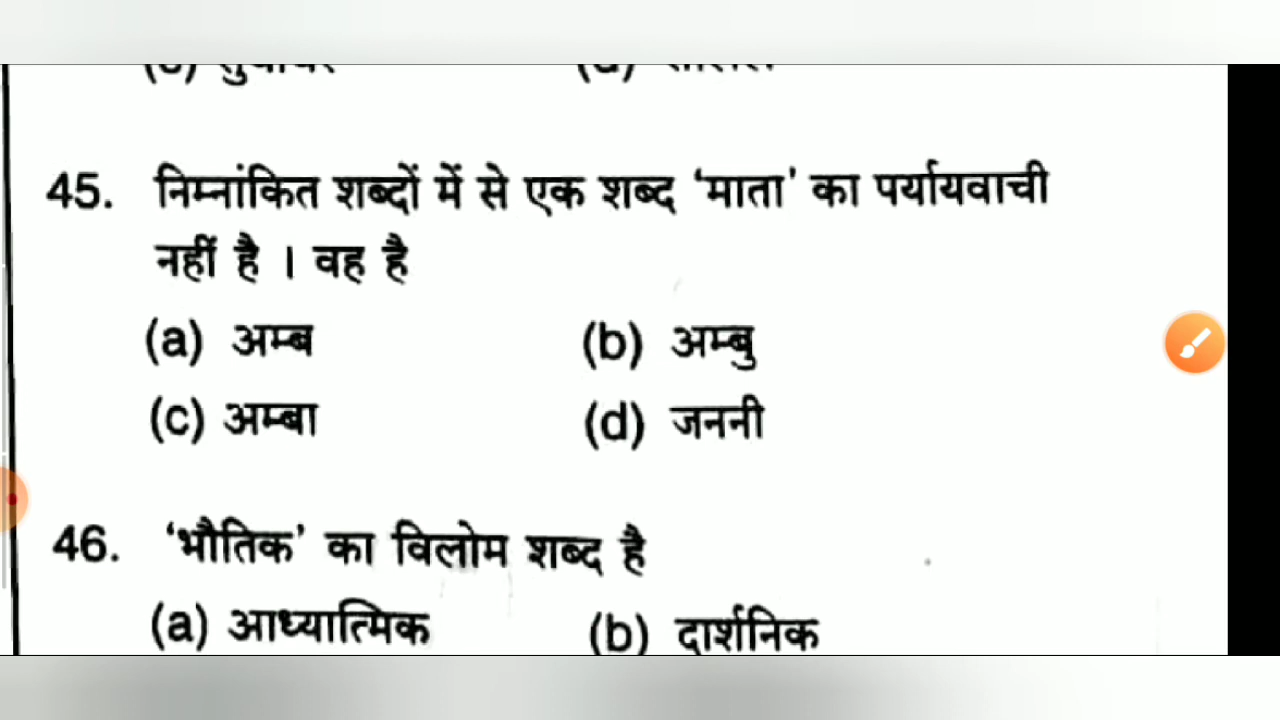 45. निम्नांकित शब्दों में से एक शब्द ‘माता’ का पर्यायवाची
नहीं है । वह है
(a) अम्ब (b) अम्बु
(c) अम्बा (d) जननी
46. ‘भौतिक’ का विलोम शब्द है
(a) आध्यात्मिक (b) दार्शनिक